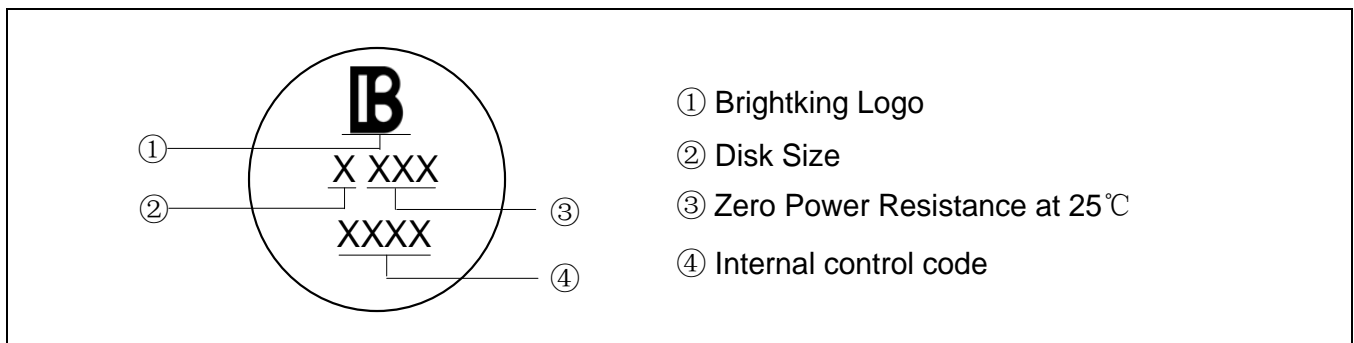 B
① Brightking Logo
①
X XXX
② Disk Size
②
③
③ Zero Power Resistance at 25℃
XXXX
④
④ Internal control code